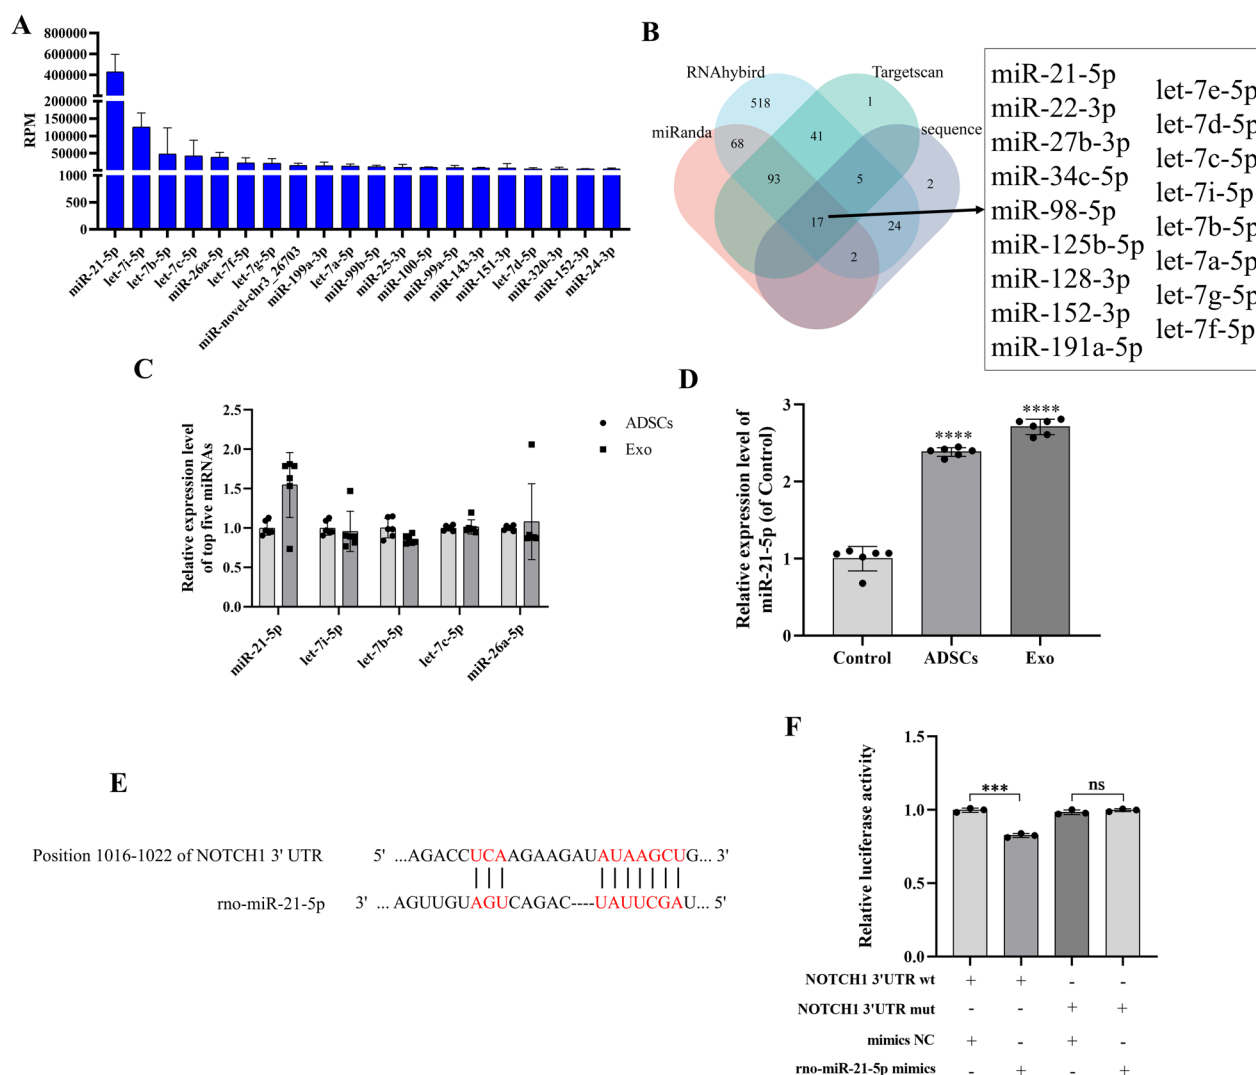 A
RPM
800000
600000
400000
200000
200000
150000
100000
50000
1000
500
0
miR-21-5p
let-7i-5p
let-7b-5p
let-7c-5p
miR-26a-5p
let-7f-5p
let-7g-5p
miR-novel-chr3_26703
miR-199a-3p
let-7a-5p
miR-99b-5p
miR-25-3p
miR-100-5p
miR-99a-5p
miR-143-3p
miR-151-3p
let-7d-5p
miR-320-3p
miR-152-3p
miR-24-3p
B
RNAhybird
Targetscan
miRanda
sequence
518
1
68
41
93
5
2
17
24
2
miR-21-5p
miR-22-3p
miR-27b-3p
miR-34c-5p
miR-98-5p
miR-125b-5p
miR-128-3p
miR-152-3p
miR-191a-5p
let-7e-5p
let-7d-5p
let-7c-5p
let-7i-5p
let-7b-5p
let-7a-5p
let-7g-5p
let-7f-5p
C
Relative expression level
of top five miRNAs
2.5
2.0
1.5
1.0
0.5
0.0
ADSCs
Exo
miR-21-5p
let-7i-5p
let-7b-5p
let-7c-5p
miR-26a-5p
D
Relative expression level of
miR-21-5p (of Control)
3
2
1
0
****
****
Control
ADSCs
Exo
E
Position 1016-1022 of NOTCH1 3' UTR 5' ...AGACCUCAAGAAGAUAUAAGCUG... 3'
rno-miR-21-5p 3' ... AGUUGUAGUCAGAC----UAUUCGAU... 5'
F
Relative luciferase activity
1.5
1.0
0.5
0.0
***
ns
NOTCH1 3'UTR wt + + - -
NOTCH1 3'UTR mut - - + +
mimics NC + - + -
rno-miR-21-5p mimics - + - +